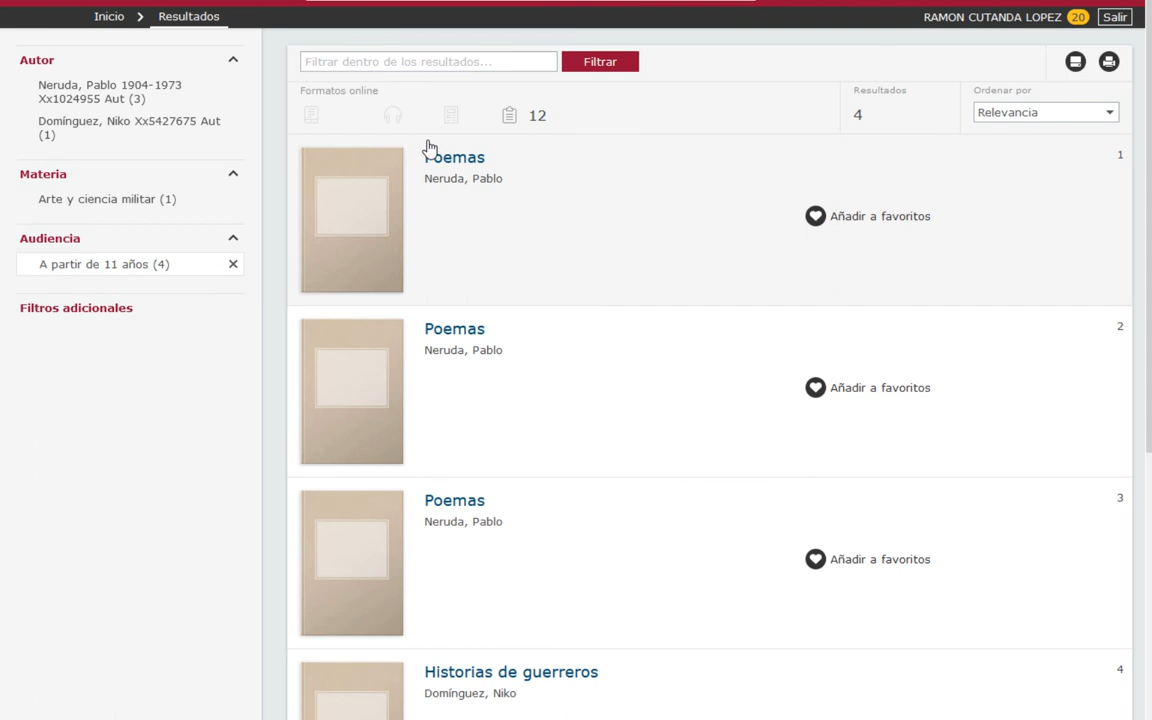 Inicio
Resultados
RAMON CUTANDA LOPEZ 20 Salir
Autor
Neruda, Pablo 1904-1973
Xx1024955 Aut (3)
Domínguez, Niko Xx5427675 Aut
(1)
Materia
Arte y ciencia militar (1)
Audiencia
A partir de 11 años (4)
Filtros adicionales
Filtrar dentro de los resultados...
Filtrar
Formatos online
12
Resultados
4
Ordenar por
Relevancia
Poemas
1
Neruda, Pablo
Añadir a favoritos
Poemas
2
Neruda, Pablo
Añadir a favoritos
Poemas
3
Neruda, Pablo
Añadir a favoritos
Historias de guerreros
4
Domínguez, Niko